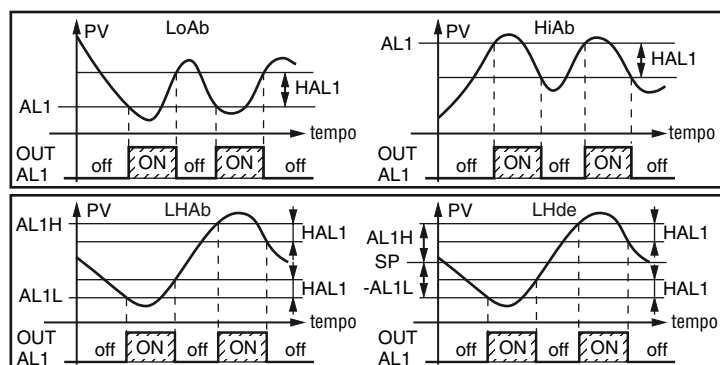 PV
LoAb
HAL1
AL1
tempo
OUT
AL1
off
ON
off
ON
off
PV
HiAb
AL1
HAL1
tempo
OUT
AL1
off
ON
off
ON
off
PV
LHAb
AL1H
HAL1
HAL1
AL1L
tempo
OUT
AL1
off
ON
off
ON
off
PV
LHde
AL1H
HAL1
SP
-AL1L
HAL1
tempo
OUT
AL1
off
ON
off
ON
off